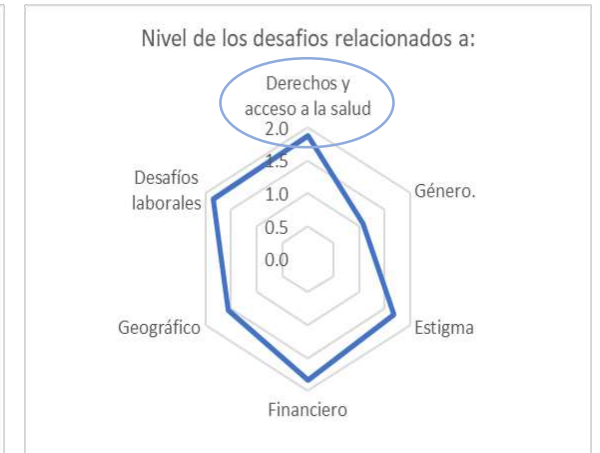 Nivel de los desafios relacionados a:
Derechos y
acceso a la salud
2.0
1.5
1.0
0.5
0.0
Género.
Estigma
Financiero
Geográfico
Desafíos
laborales